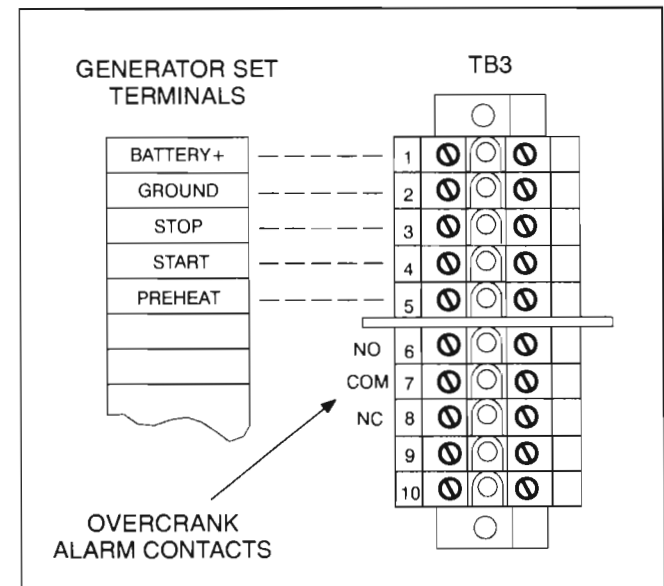 GENERATOR SET
TERMINALS
TB3
BATTERY+ 1
GROUND 2
STOP 3
START 4
PREHEAT 5
NO 6
COM 7
NC 8
9
10
OVERCRANK
ALARM CONTACTS